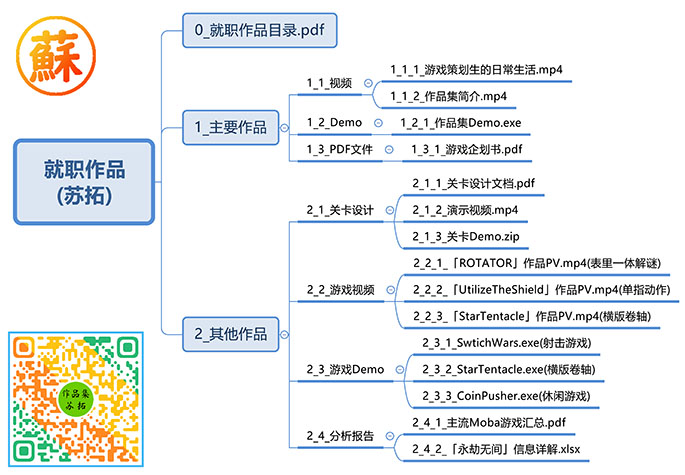 蘇
0_就职作品目录.pdf
就职作品
(苏拓)
1_主要作品
1_1_视频
1_1_1_游戏策划生的日常生活.mp4
1_1_2_作品集简介.mp4
1_2_Demo
1_2_1_作品集Demo.exe
1_3_PDF文件
1_3_1_游戏企划书.pdf
2_其他作品
2_1_关卡设计
2_1_1_关卡设计文档.pdf
2_1_2_演示视频.mp4
2_1_3_关卡Demo.zip
2_2_游戏视频
2_2_1_「ROTATOR」作品PV.mp4(表里一体解谜)
2_2_2_「UtilizeTheShield」作品PV.mp4(单指动作)
2_2_3_「StarTentacle」作品PV.mp4(横版卷轴)
2_3_游戏Demo
2_3_1_SwtichWars.exe(射击游戏)
2_3_2_StarTentacle.exe(横版卷轴)
2_3_3_CoinPusher.exe(休闲游戏)
2_4_分析报告
2_4_1_主流Moba游戏汇总.pdf
2_4_2_「永劫无间」信息详解.xlsx
作品集
苏拓